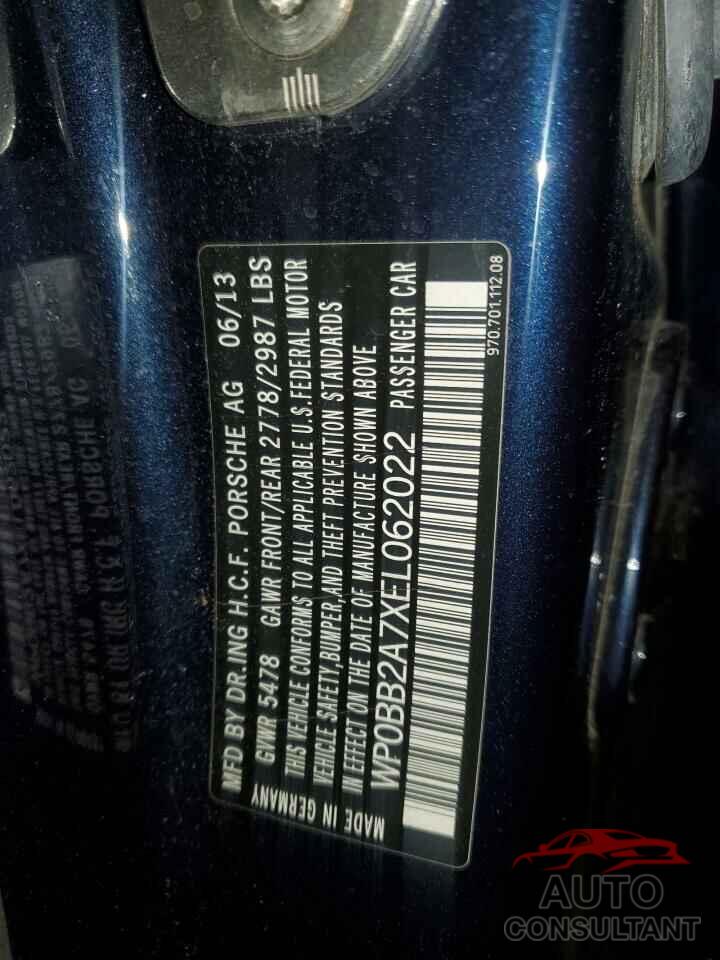 MFD BY DR.ING H.C.F. PORSCHE AG 06/13
GVWR 5478 GAWR FRONT/REAR 2778/2987 LBS
THIS VEHICLE CONFORMS TO ALL APPLICABLE U.S.FEDERAL MOTOR
VEHICLE SAFETY,BUMPER,AND THEFT PREVENTION STANDARDS
IN EFFECT ON THE DATE OF MANUFACTURE SHOWN ABOVE
WP0BB2A7XEL062022 PASSENGER CAR
MADE IN GERMANY
970.701.112.08
AUTO
CONSULTANT